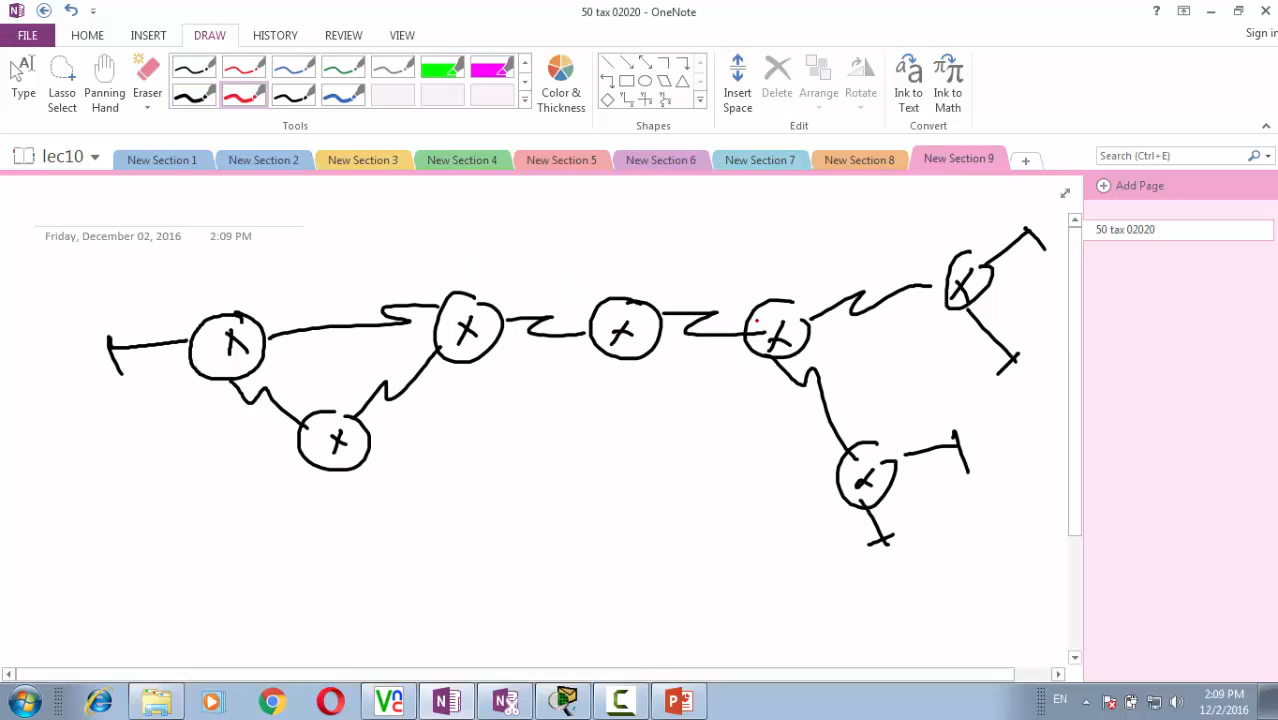 50 tax 02020 - OneNote
?
FILE HOME INSERT DRAW HISTORY REVIEW VIEW
Sign in
Type Lasso Select Panning Hand Eraser Color & Thickness Insert Space Delete Arrange Rotate Ink to Text Ink to Math
Tools Shapes Edit Convert
lec10 New Section 1 New Section 2 New Section 3 New Section 4 New Section 5 New Section 6 New Section 7 New Section 8 New Section 9
Search (Ctrl+E)
Add Page
50 tax 02020
Friday, December 02, 2016 2:09 PM
EN
2:09 PM
12/2/2016